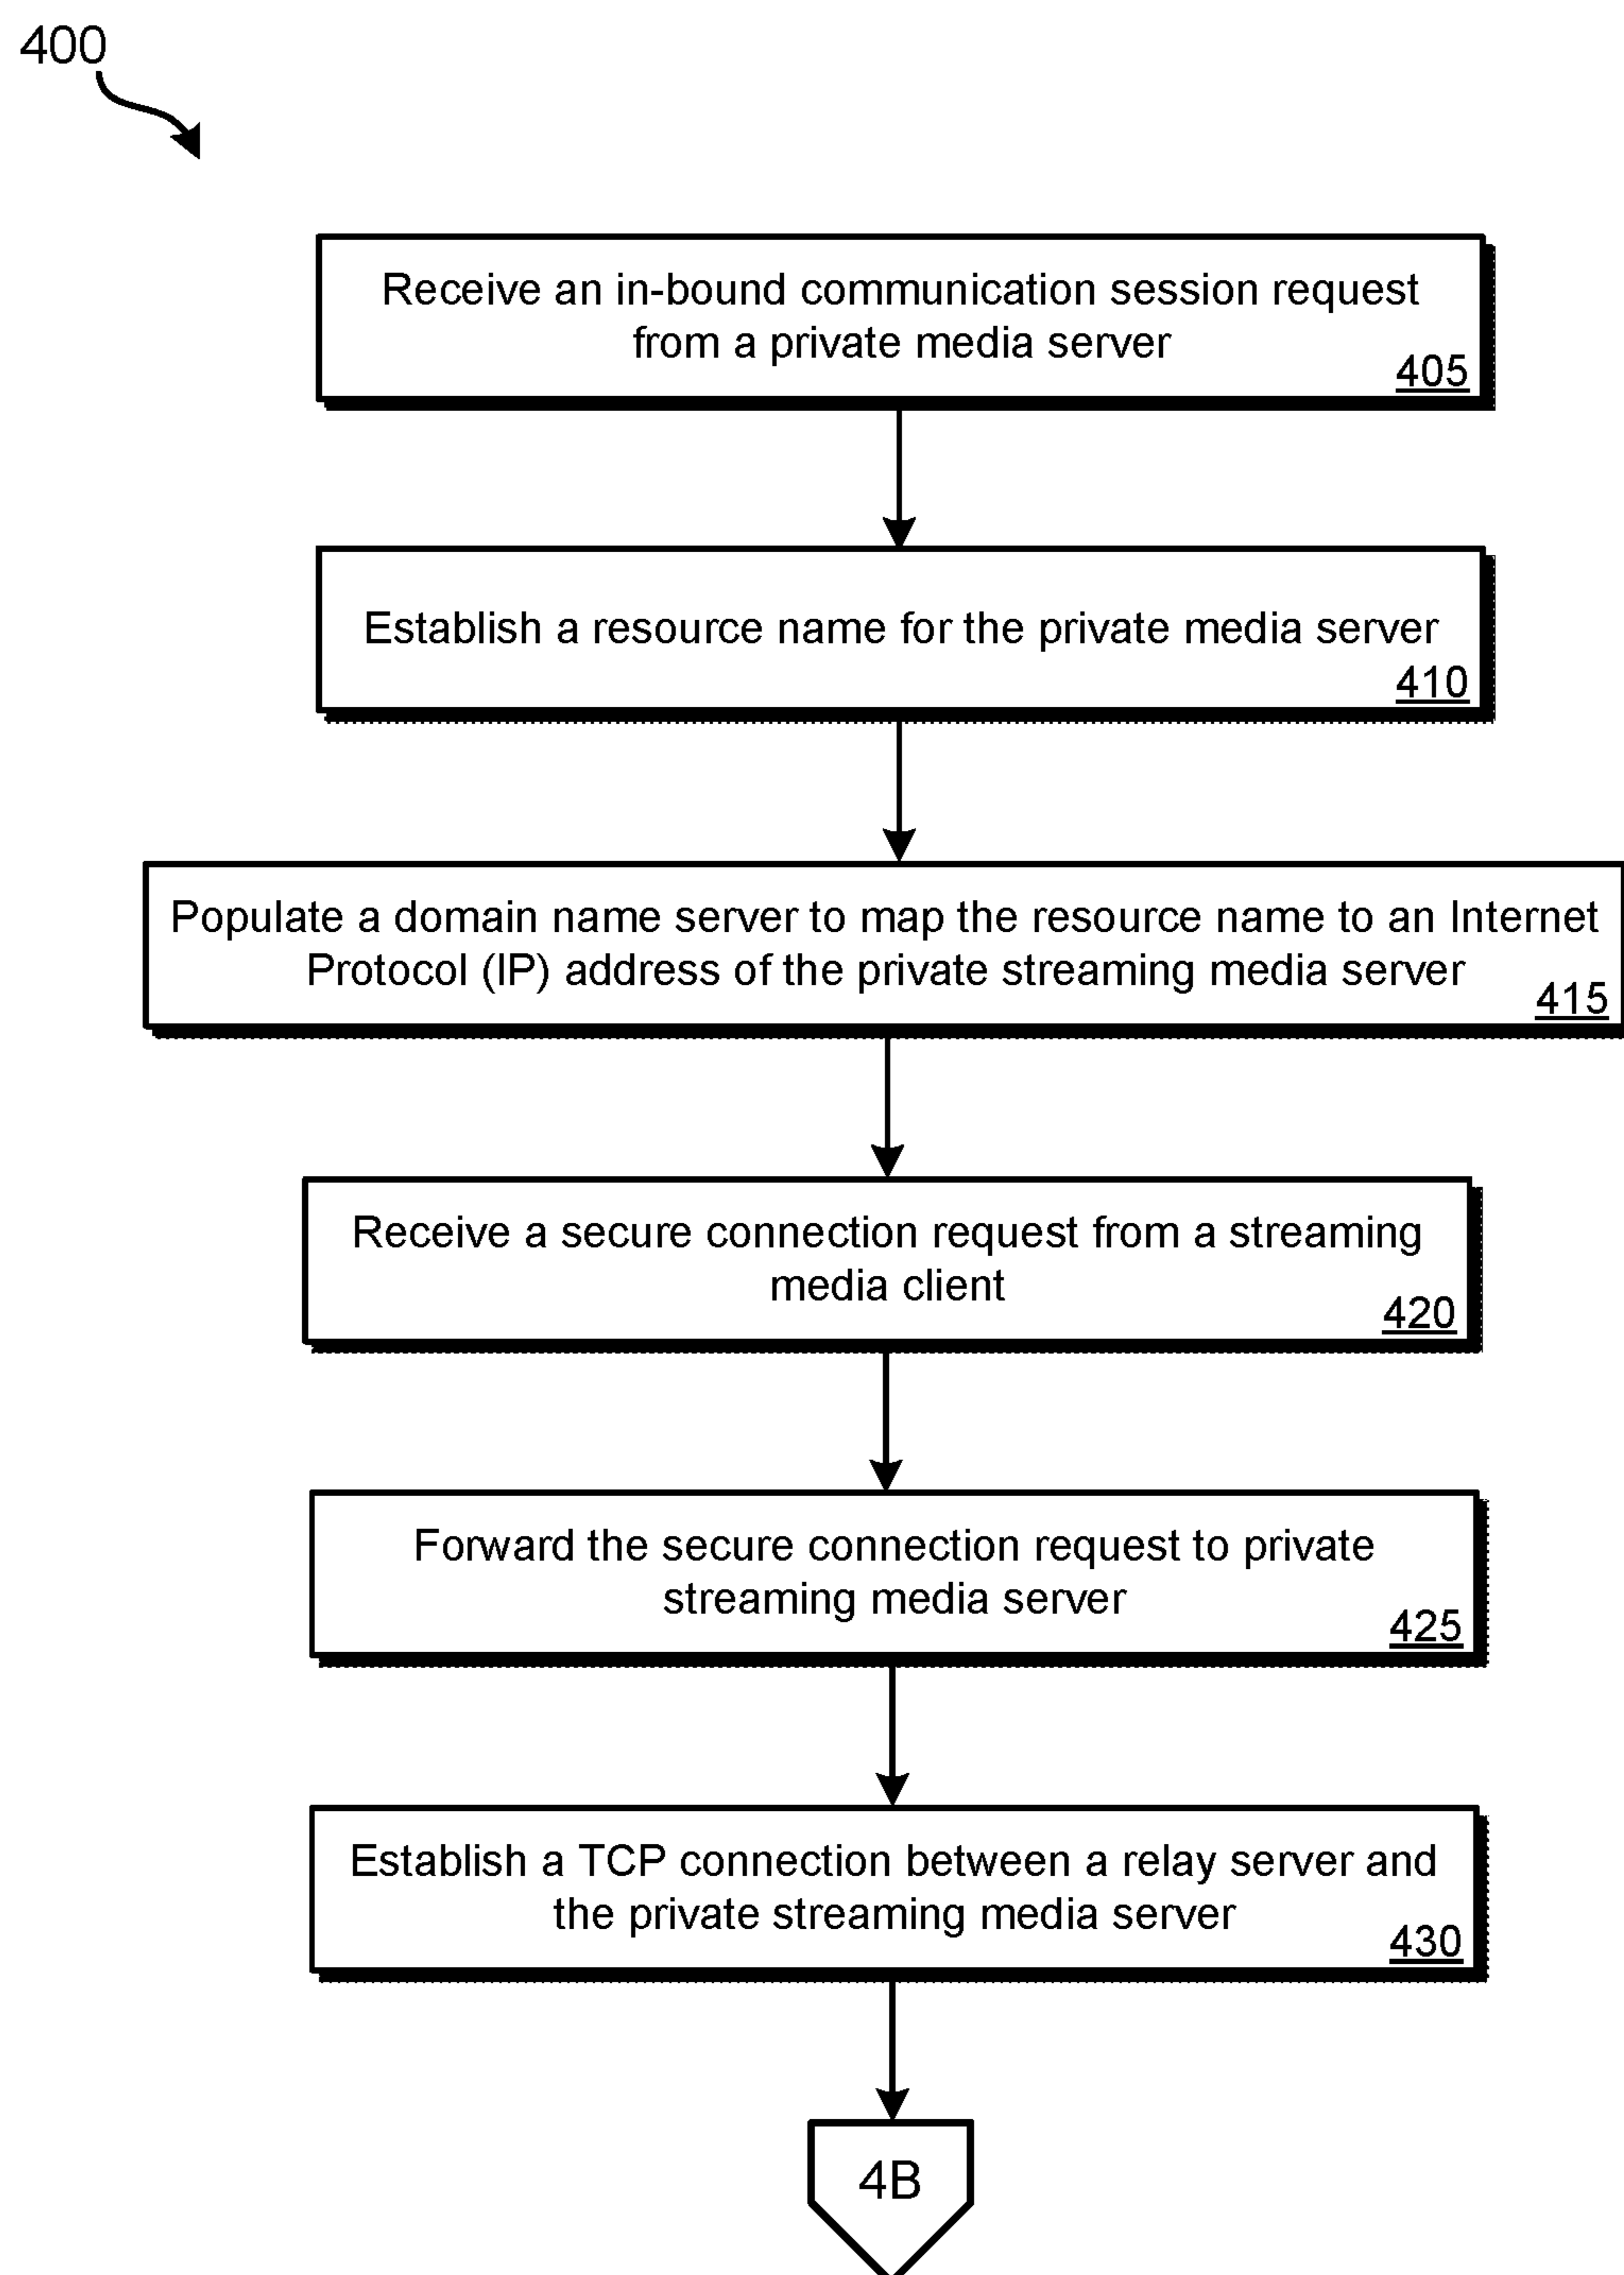 400
Receive an in-bound communication session request
from a private media server
405
Establish a resource name for the private media server
410
Populate a domain name server to map the resource name to an Internet
Protocol (IP) address of the private streaming media server
415
Receive a secure connection request from a streaming
media client
420
Forward the secure connection request to private
streaming media server
425
Establish a TCP connection between a relay server and
the private streaming media server
430
4B